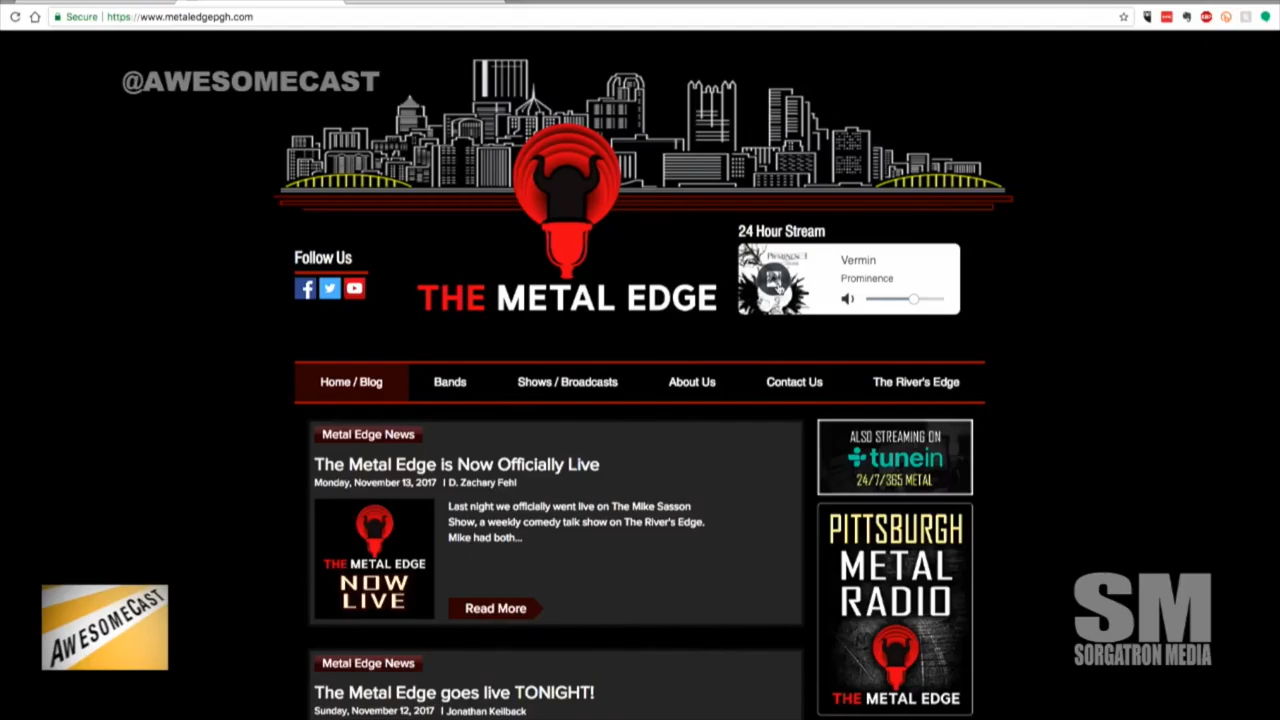 Secure | https://www.metaledgepgh.com
@AWESOMECAST
24 Hour Stream
Vermin
Prominence
Follow Us
THE METAL EDGE
Home / Blog
Bands
Shows / Broadcasts
About Us
Contact Us
The River's Edge
Metal Edge News
The Metal Edge is Now Officially Live
Monday, November 13, 2017 | D. Zachary Fehl
Last night we officially went live on The Mike Sasson
Show, a weekly comedy talk show on The River's Edge.
Mike had both...
THE METAL EDGE
NOW
LIVE
Read More
Metal Edge News
The Metal Edge goes live TONIGHT!
Sunday, November 12, 2017 | Jonathan Keilback
ALSO STREAMING ON
tunein
24/7/365 METAL
PITTSBURGH
METAL
RADIO
THE METAL EDGE
AWESOMECAST
SM
SORGATRON MEDIA